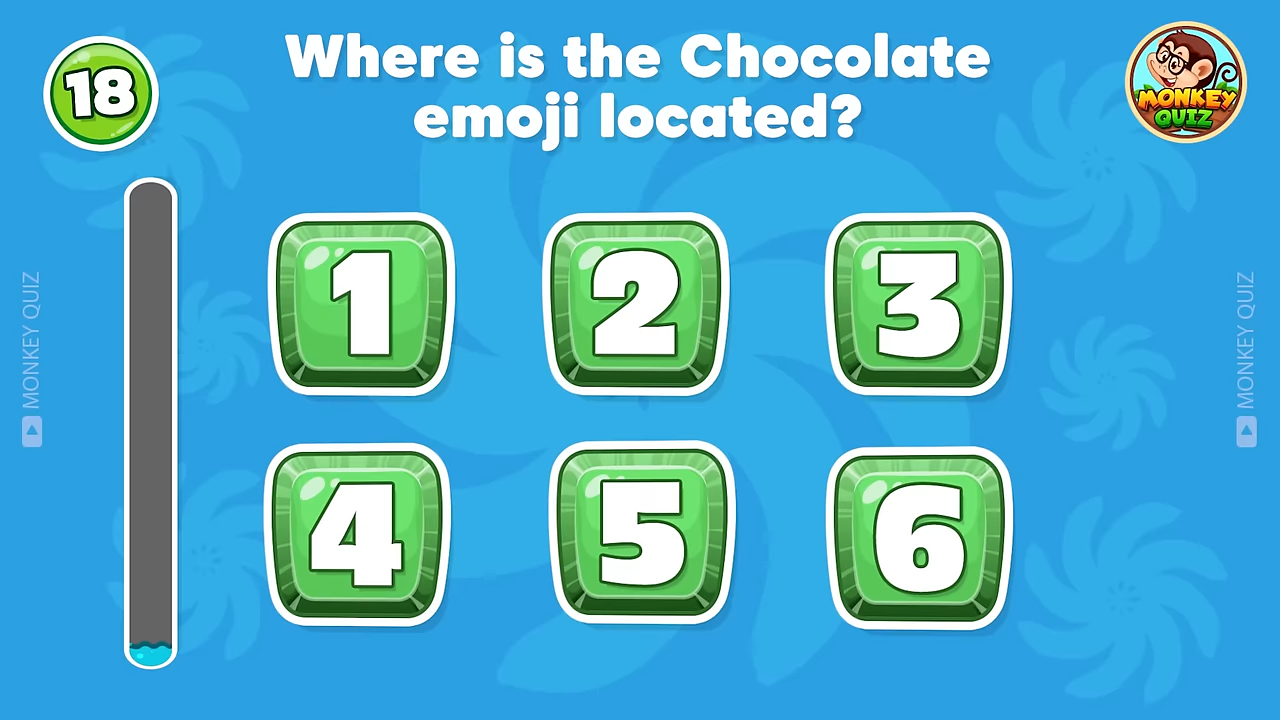 18
Where is the Chocolate
emoji located?
MONKEY
QUIZ
1 2 3
4 5 6
MONKEY QUIZ
MONKEY QUIZ